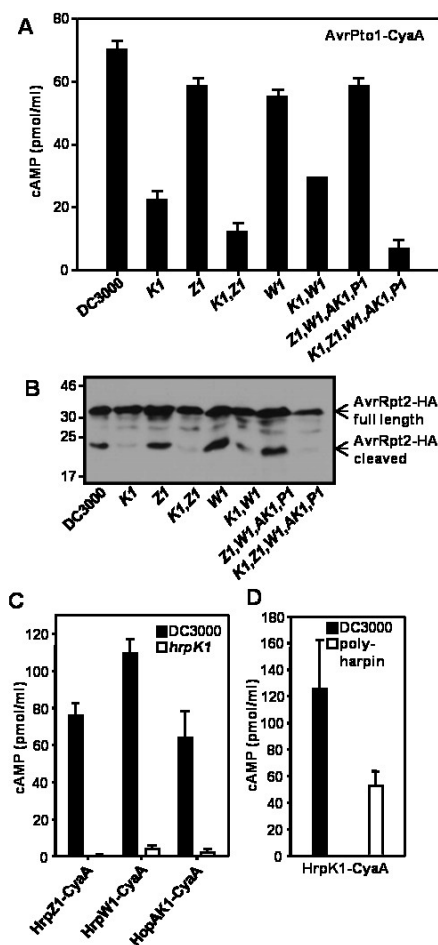 A
AvrPto1-CyaA
cAMP (pmol/ml)
80
60
40
20
0
DC3000
K1
Z1
K1,Z1
W1
K1,W1
Z1,W1,AK1,P1
K1,Z1,W1,AK1,P1
B
46
30
25
17
AvrRpt2-HA
full length
AvrRpt2-HA
cleaved
DC3000
K1
Z1
K1,Z1
W1
K1,W1
Z1,W1,AK1,P1
K1,Z1,W1,AK1,P1
C
DC3000
hrpK1
cAMP (pmol/ml)
120
100
80
60
40
20
0
HrpZ1-CyaA
HrpW1-CyaA
HopAK1-CyaA
D
DC3000
poly-
harpin
cAMP (pmol/ml)
180
160
140
120
100
80
60
40
20
0
HrpK1-CyaA